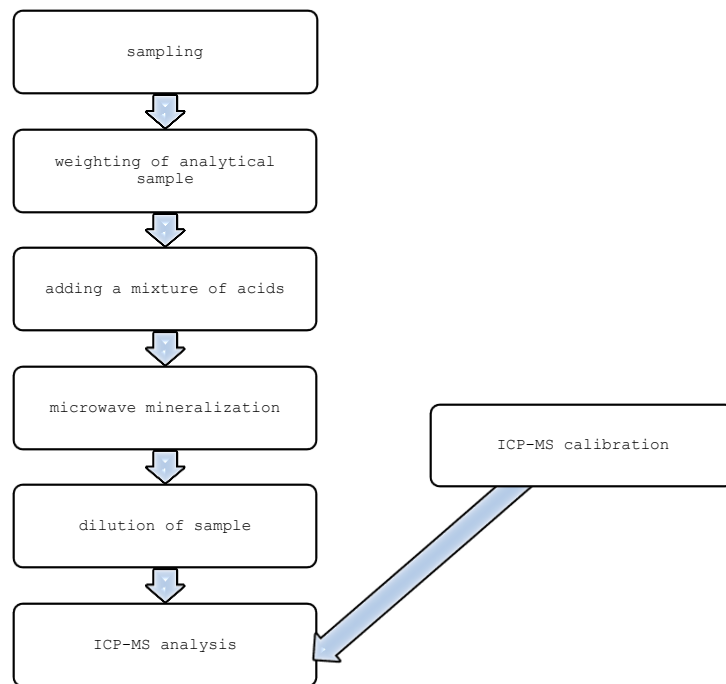 sampling
weighting of analytical
sample
adding a mixture of acids
microwave mineralization
ICP-MS calibration
dilution of sample
ICP-MS analysis